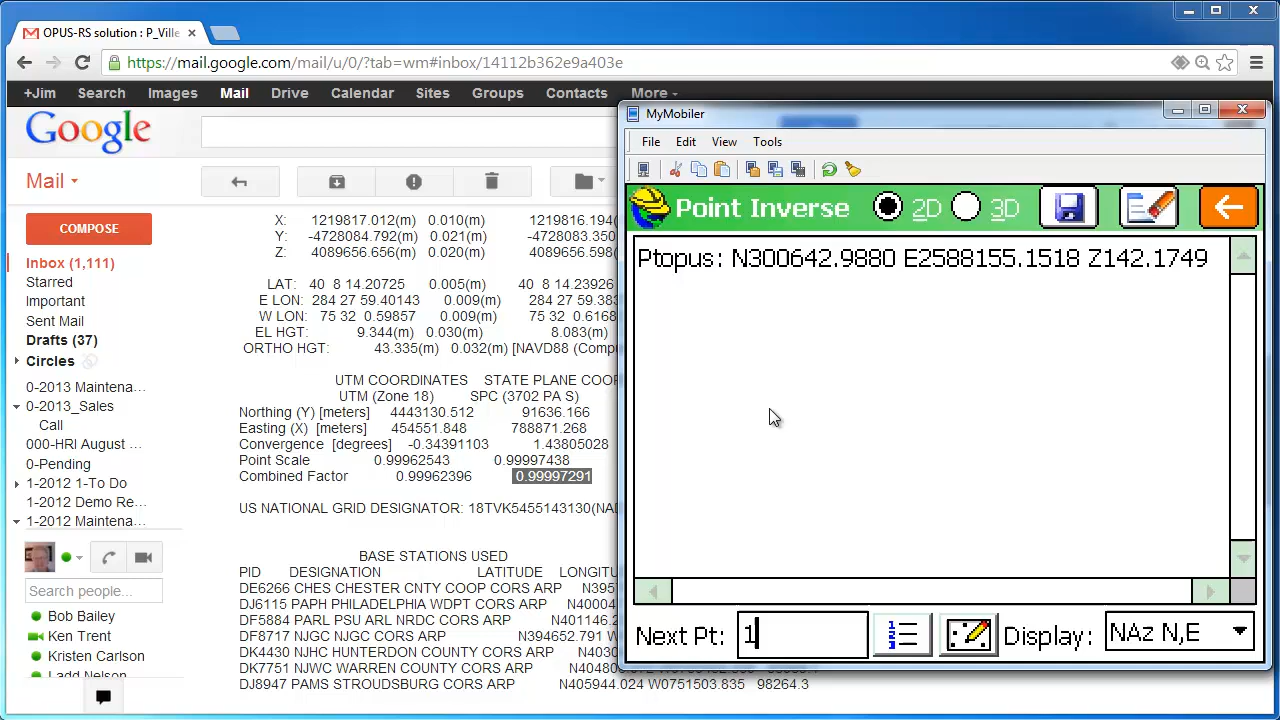 OPUS-RS solution : P_Ville
https://mail.google.com/mail/u/0/?tab=wm#inbox/14112b362e9a403e
+Jim Search Images Mail Drive Calendar Sites Groups Contacts More
Google
Mail
COMPOSE
Inbox (1,111)
Starred
Important
Sent Mail
Drafts (37)
Circles
0-2013 Maintena...
0-2013_Sales
Call
000-HRI August ...
0-Pending
1-2012 1-To Do
1-2012 Demo Re...
1-2012 Maintena...
Search people...
Bob Bailey
Ken Trent
Kristen Carlson
Ladd Nelson
X: 1219817.012(m) 0.010(m) 1219816.194(
Y: -4728084.792(m) 0.021(m) -4728083.350(
Z: 4089656.656(m) 0.020(m) 4089656.598(
LAT: 40 8 14.20725 0.005(m) 40 8 14.23926
E LON: 284 27 59.40143 0.009(m) 284 27 59.383
W LON: 75 32 0.59857 0.009(m) 75 32 0.6168
EL HGT: 9.344(m) 0.030(m) 8.083(m)
ORTHO HGT: 43.335(m) 0.032(m) [NAVD88 (Compu
UTM COORDINATES STATE PLANE COOR
UTM (Zone 18) SPC (3702 PA S)
Northing (Y) [meters] 4443130.512 91636.166
Easting (X) [meters] 454551.848 788871.268
Convergence [degrees] -0.34391103 1.43805028
Point Scale 0.99962543 0.99997438
Combined Factor 0.99962396 0.99997291
US NATIONAL GRID DESIGNATOR: 18TVK5455143130(NAD
BASE STATIONS USED
PID DESIGNATION LATITUDE LONGITU
DE6266 CHES CHESTER CNTY COOP CORS ARP N395
DJ6115 PAPH PHILADELPHIA WDPT CORS ARP N40004
DF5884 PARL PSU ARL NRDC CORS ARP N401146.2
DF8727 NJGC NJGC CORS ARP N394652.791 W
DK4430 NJHC HUNTERDON COUNTY CORS ARP N4
DK7751 NJWC WARREN COUNTY CORS ARP N40480
DJ8947 PAMS STROUDSBURG CORS ARP N405944.024 W0751503.835 98264.3
MyMobiler
File Edit View Tools
Point Inverse 2D 3D
Ptopus: N300642.9880 E2588155.1518 Z142.1749
Next Pt: 1 Display: NAz N,E